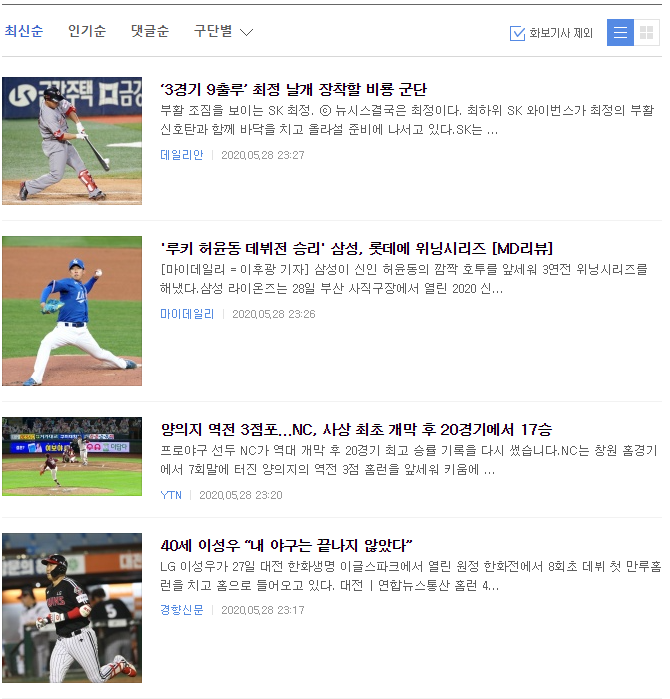 최신순 인기순 댓글순 구단별 화보기사 제외
‘3경기 9출루’ 최정 날개 장착할 비룡 군단
부활 조짐을 보이는 SK 최정. ⓒ 뉴시스결국은 최정이다. 최하위 SK 와이번스가 최정의 부활
신호탄과 함께 바닥을 치고 올라설 준비에 나서고 있다.SK는 ...
데일리안 | 2020.05.28 23:27
'루키 허윤동 데뷔전 승리' 삼성, 롯데에 위닝시리즈 [MD리뷰]
[마이데일리 = 이후광 기자] 삼성이 신인 허윤동의 깜짝 호투를 앞세워 3연전 위닝시리즈를
해냈다.삼성 라이온즈는 28일 부산 사직구장에서 열린 2020 신...
마이데일리 | 2020.05.28 23:26
양의지 역전 3점포...NC, 사상 최초 개막 후 20경기에서 17승
프로야구 선두 NC가 역대 개막 후 20경기 최고 승률 기록을 다시 썼습니다.NC는 창원 홈경기
에서 7회말에 터진 양의지의 역전 3점 홈런을 앞세워 키움에 ...
YTN | 2020.05.28 23:20
40세 이성우 “내 야구는 끝나지 않았다”
LG 이성우가 27일 대전 한화생명 이글스파크에서 열린 원정 한화전에서 8회초 데뷔 첫 만루홈
런을 치고 홈으로 들어오고 있다. 대전 | 연합뉴스통산 홈런 4...
경향신문 | 2020.05.28 23:17